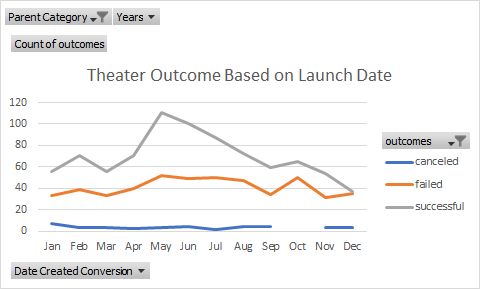 Parent Category Years
Count of outcomes
Theater Outcome Based on Launch Date
120
100
80
60
40
20
0
Jan Feb Mar Apr May Jun Jul Aug Sep Oct Nov Dec
outcomes
canceled
failed
successful
Date Created Conversion